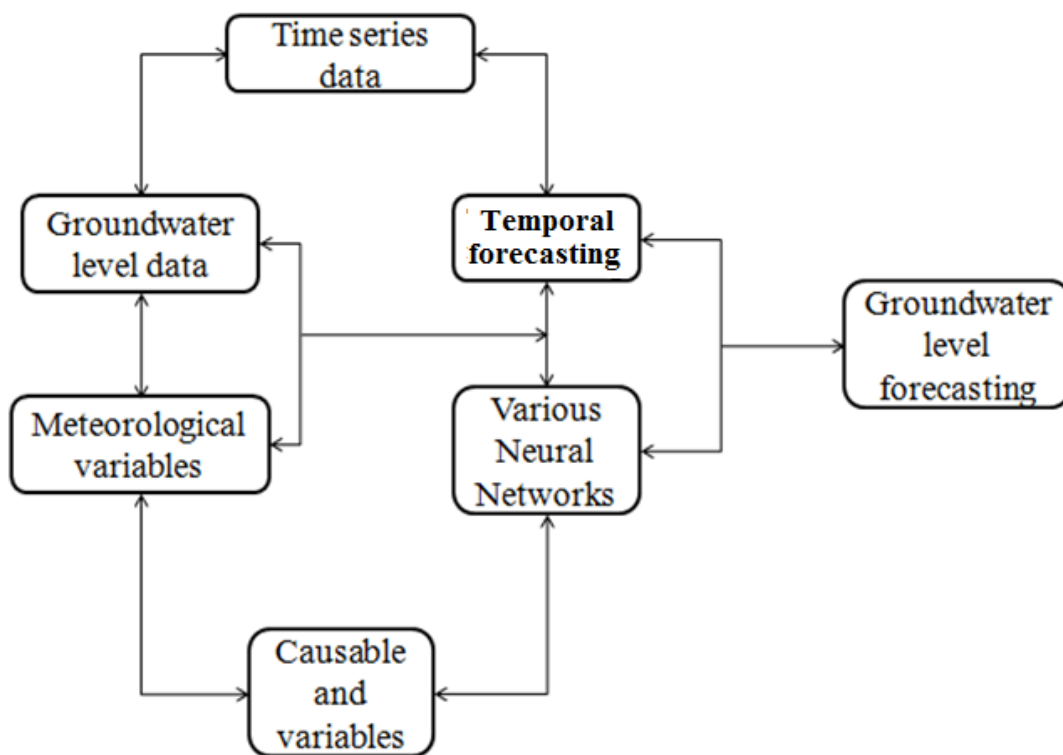 Time series
data
Groundwater
level data
Temporal
forecasting
Groundwater
level
forecasting
Meteorological
variables
Various
Neural
Networks
Causable
and
variables